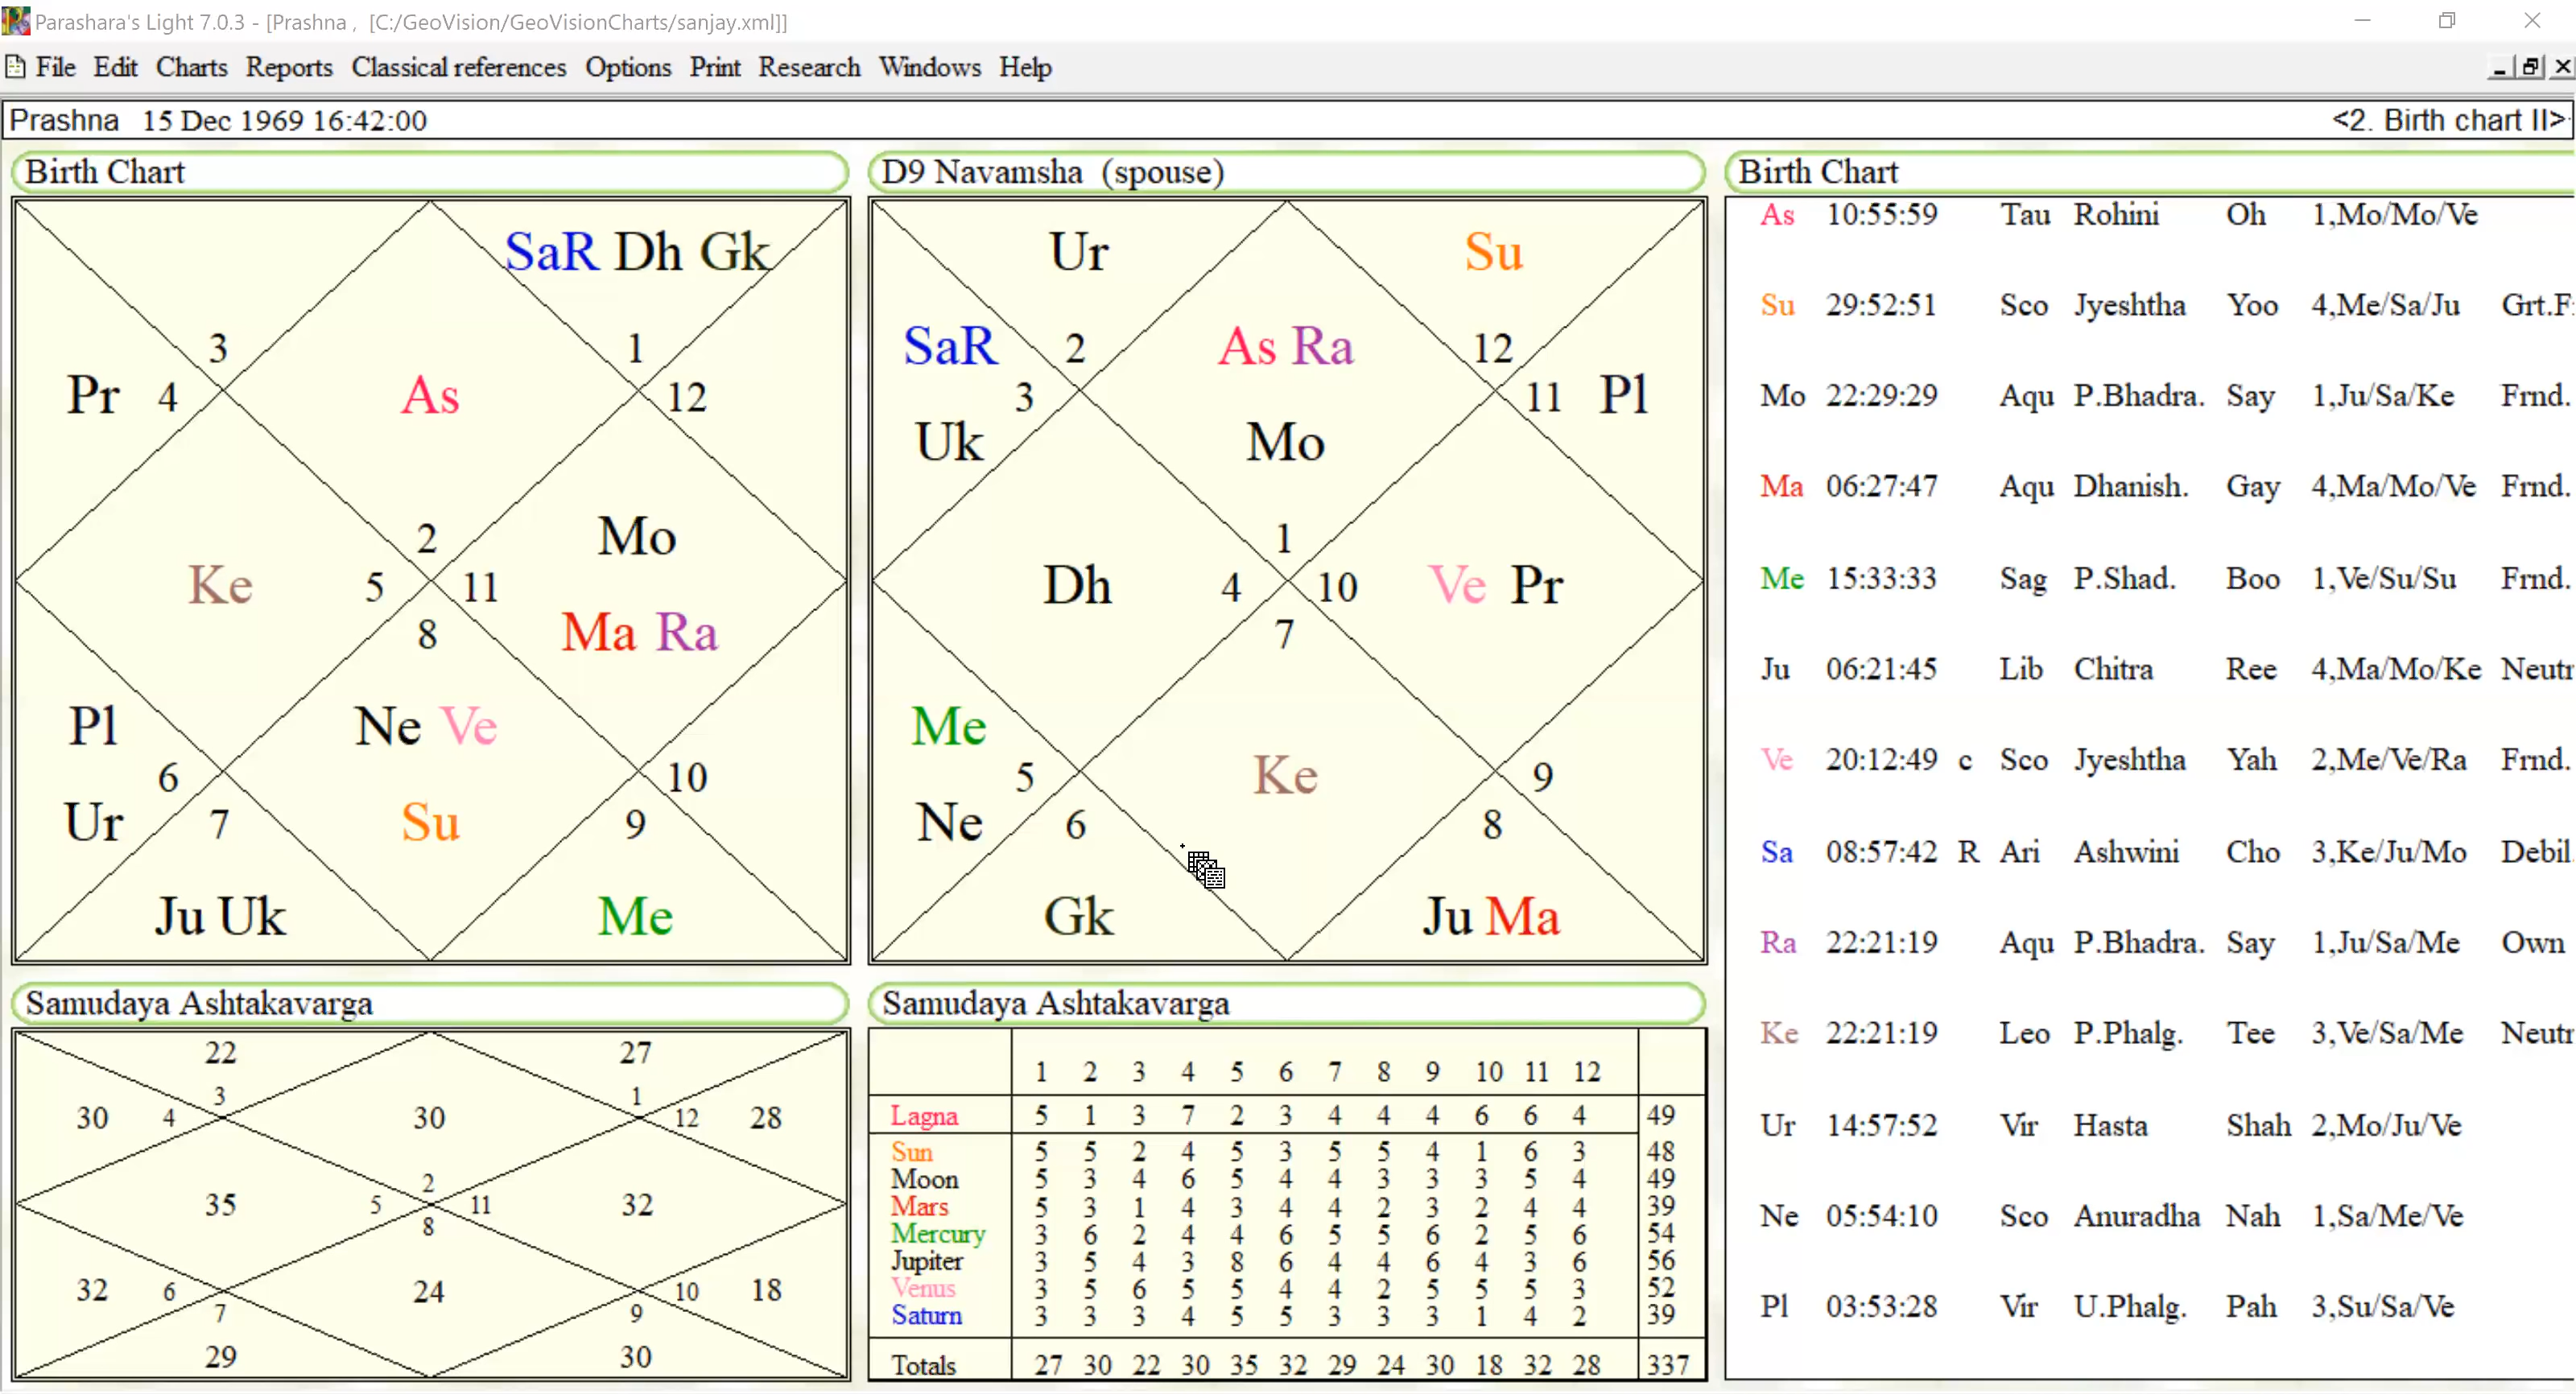 Parashara's Light 7.0.3 - [Prashna , [C:/GeoVision/GeoVisionCharts/sanjay.xml]]
File Edit Charts Reports Classical references Options Print Research Windows Help
Prashna 15 Dec 1969 16:42:00 <2. Birth chart II>
Birth Chart
SaR Dh Gk
3 1
Pr 4 As 12
2 Mo
Ke 5 11
8 Ma Ra
Pl Ne Ve
6 10
Ur 7 Su 9
Ju Uk Me
D9 Navamsha (spouse)
Ur Su
SaR 2 As Ra 12
3 11 Pl
Uk Mo
1
Dh 4 10 Ve Pr
7
Me
5 Ke 9
Ne 6 8
Gk Ju Ma
Birth Chart
As 10:55:59 Tau Rohini Oh 1,Mo/Mo/Ve
Su 29:52:51 Sco Jyeshtha Yoo 4,Me/Sa/Ju Grt.F
Mo 22:29:29 Aqu P.Bhadra. Say 1,Ju/Sa/Ke Frnd.
Ma 06:27:47 Aqu Dhanish. Gay 4,Ma/Mo/Ve Frnd.
Me 15:33:33 Sag P.Shad. Boo 1,Ve/Su/Su Frnd.
Ju 06:21:45 Lib Chitra Ree 4,Ma/Mo/Ke Neutr
Ve 20:12:49 c Sco Jyeshtha Yah 2,Me/Ve/Ra Frnd.
Sa 08:57:42 R Ari Ashwini Cho 3,Ke/Ju/Mo Debil
Ra 22:21:19 Aqu P.Bhadra. Say 1,Ju/Sa/Me Own
Ke 22:21:19 Leo P.Phalg. Tee 3,Ve/Sa/Me Neutr
Ur 14:57:52 Vir Hasta Shah 2,Mo/Ju/Ve
Ne 05:54:10 Sco Anuradha Nah 1,Sa/Me/Ve
Pl 03:53:28 Vir U.Phalg. Pah 3,Su/Sa/Ve
Samudaya Ashtakavarga
22 27
3 1
30 4 30 12 28
2
35 5 11 32
8
32 6 24 10 18
7 9
29 30
Samudaya Ashtakavarga
1 2 3 4 5 6 7 8 9 10 11 12
Lagna 5 1 3 7 2 3 4 4 4 6 6 4 49
Sun 5 5 2 4 5 3 5 5 4 1 6 3 48
Moon 5 3 4 6 5 4 4 3 3 3 5 4 49
Mars 5 3 1 4 3 4 4 2 3 2 4 4 39
Mercury 3 6 2 4 4 6 5 5 6 2 5 6 54
Jupiter 3 5 4 3 8 6 4 4 6 4 3 6 56
Venus 3 5 6 5 5 4 4 2 5 5 5 3 52
Saturn 3 3 3 4 5 5 3 3 3 1 4 2 39
Totals 27 30 22 30 35 32 29 24 30 18 32 28 337